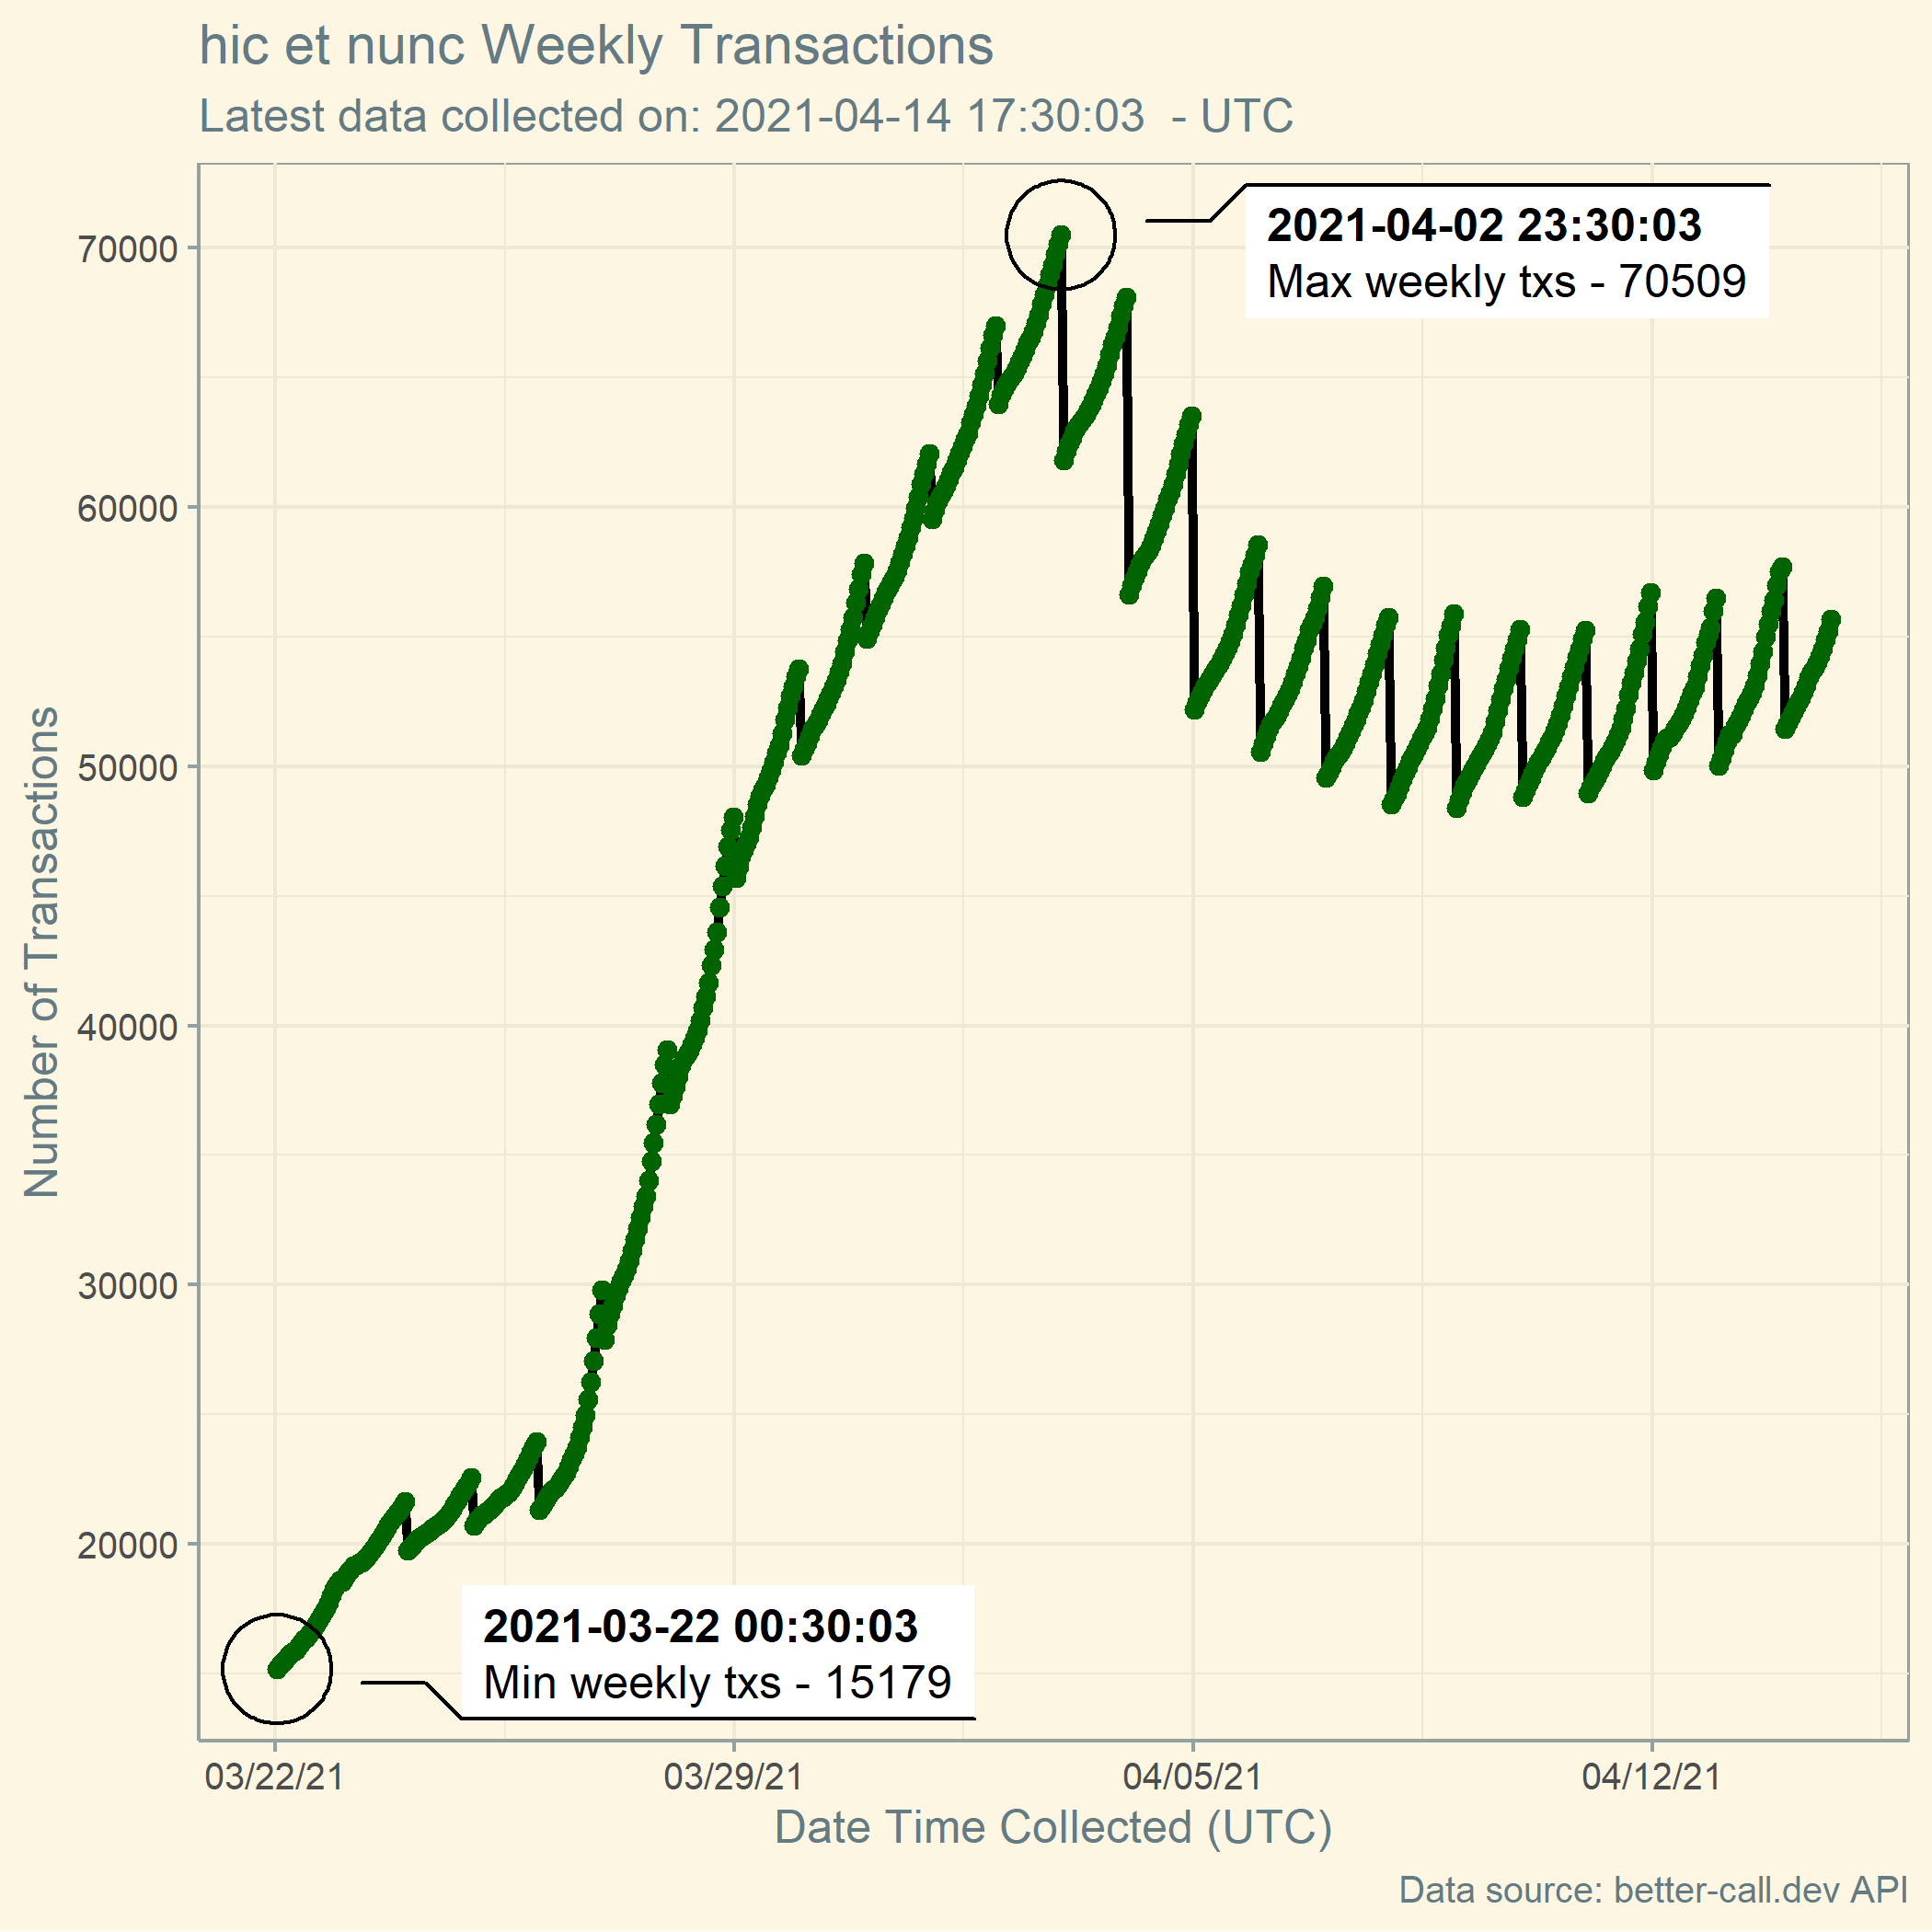 hic et nunc Weekly Transactions
Latest data collected on: 2021-04-14 17:30:03  - UTC
2021-04-02 23:30:03
Max weekly txs - 70509
70000
60000
50000
40000
30000
20000
Number of Transactions
2021-03-22 00:30:03
Min weekly txs - 15179
03/22/21 03/29/21 04/05/21 04/12/21
Date Time Collected (UTC)
Data source: better-call.dev API